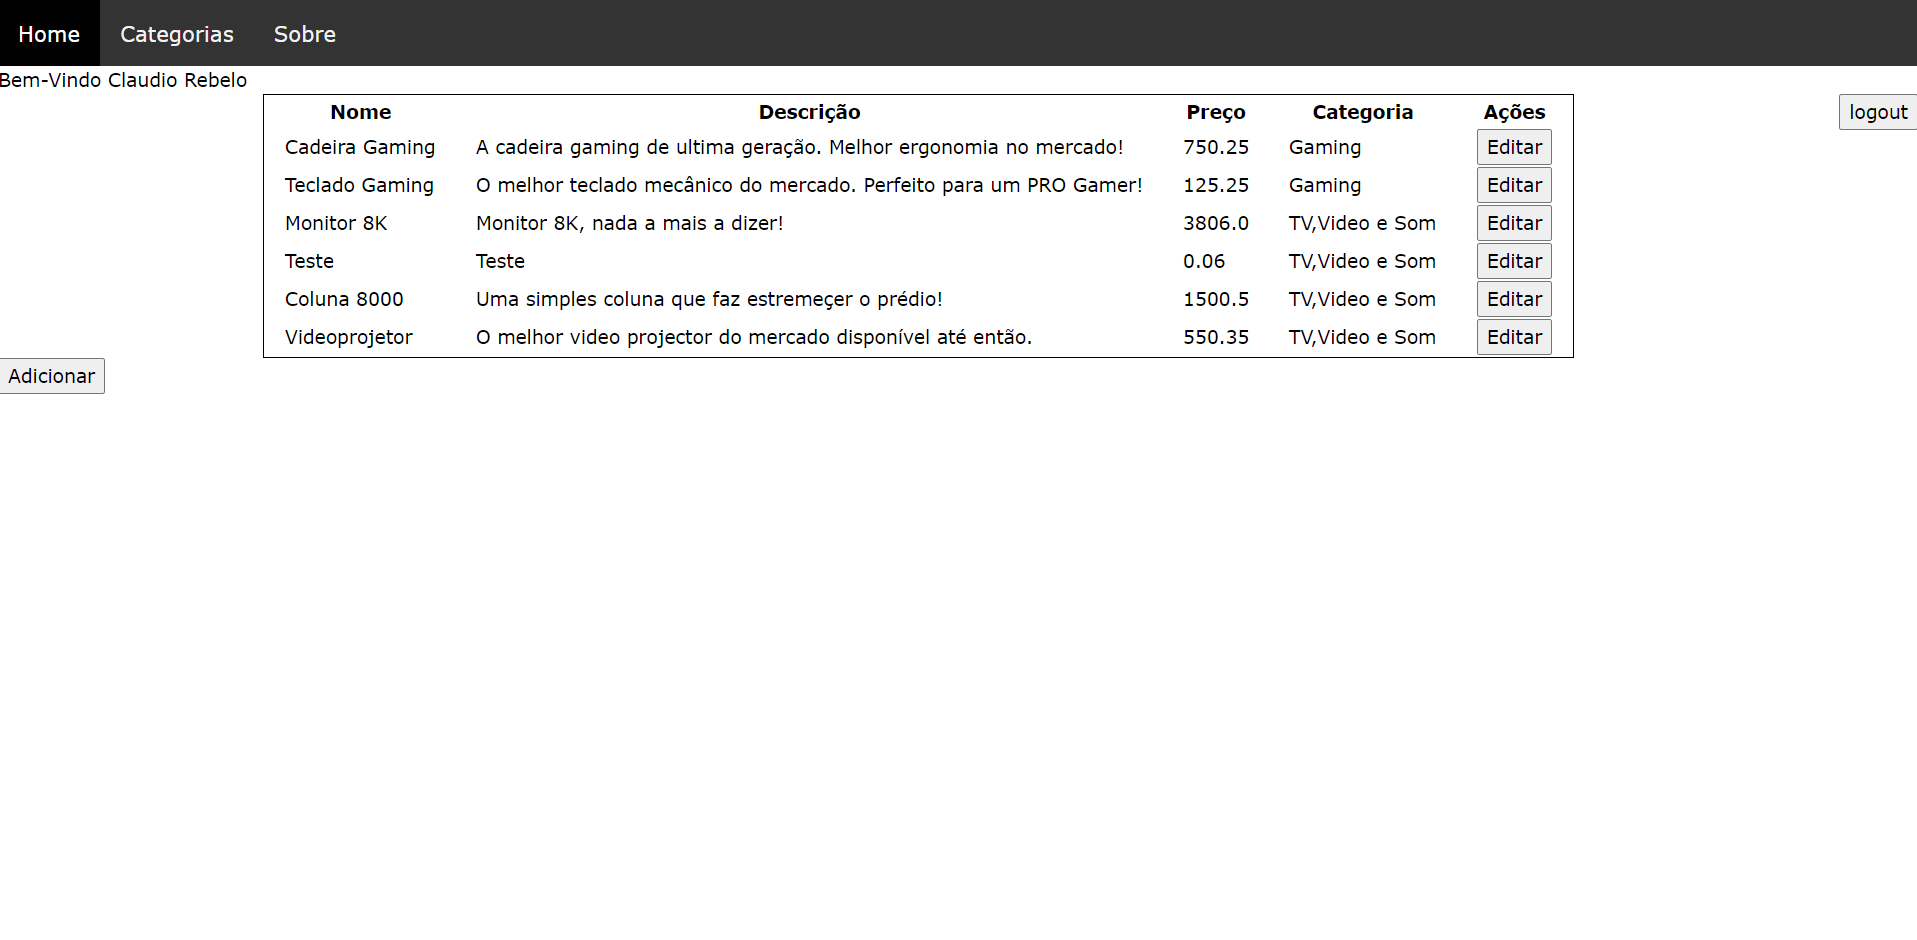 Home Categorias Sobre
Bem-Vindo Claudio Rebelo
logout
Nome Descrição Preço Categoria Ações
Cadeira Gaming A cadeira gaming de ultima geração. Melhor ergonomia no mercado! 750.25 Gaming Editar
Teclado Gaming O melhor teclado mecânico do mercado. Perfeito para um PRO Gamer! 125.25 Gaming Editar
Monitor 8K Monitor 8K, nada a mais a dizer! 3806.0 TV,Video e Som Editar
Teste Teste 0.06 TV,Video e Som Editar
Coluna 8000 Uma simples coluna que faz estremeçer o prédio! 1500.5 TV,Video e Som Editar
Videoprojetor O melhor video projector do mercado disponível até então. 550.35 TV,Video e Som Editar
Adicionar